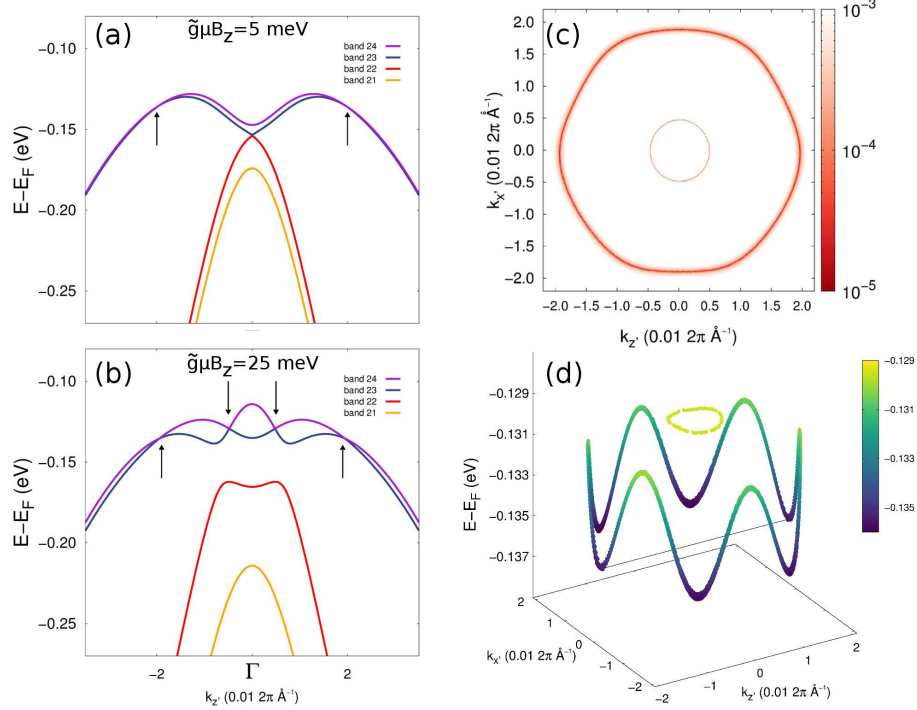 (a) g̃μB_z=5 meV
band 24
band 23
band 22
band 21
−0.10
−0.15
−0.20
−0.25
E−E_F (eV)
(b) g̃μB_z=25 meV
band 24
band 23
band 22
band 21
−0.10
−0.15
−0.20
−0.25
E−E_F (eV)
−2 Γ 2
k_z' (0.01 2π Å⁻¹)
(c)
2.0
1.5
1.0
0.5
0.0
−0.5
−1.0
−1.5
−2.0
k_x' (0.01 2π Å⁻¹)
−2.0 −1.5 −1.0 −0.5 0.0 0.5 1.0 1.5 2.0
k_z' (0.01 2π Å⁻¹)
10⁻³
10⁻⁴
10⁻⁵
(d)
−0.129
−0.131
−0.133
−0.135
−0.137
E−E_F (eV)
2
1
0
−1
−2
k_x' (0.01 2π Å⁻¹)
−2
−1
0
1
2
k_z' (0.01 2π Å⁻¹)
−0.129
−0.131
−0.133
−0.135